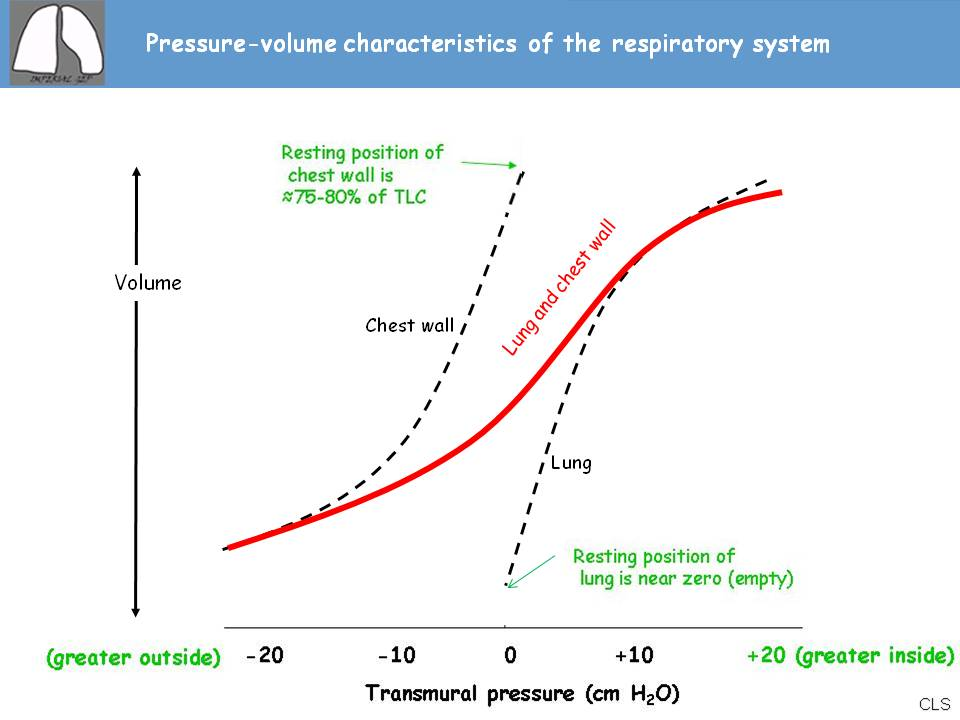 Pressure-volume characteristics of the respiratory system
Resting position of
chest wall is
≈75-80% of TLC
Volume
Lung and chest wall
Chest wall
Lung
Resting position of
lung is near zero (empty)
(greater outside) -20 -10 0 +10 +20 (greater inside)
Transmural pressure (cm H₂O)
CLS